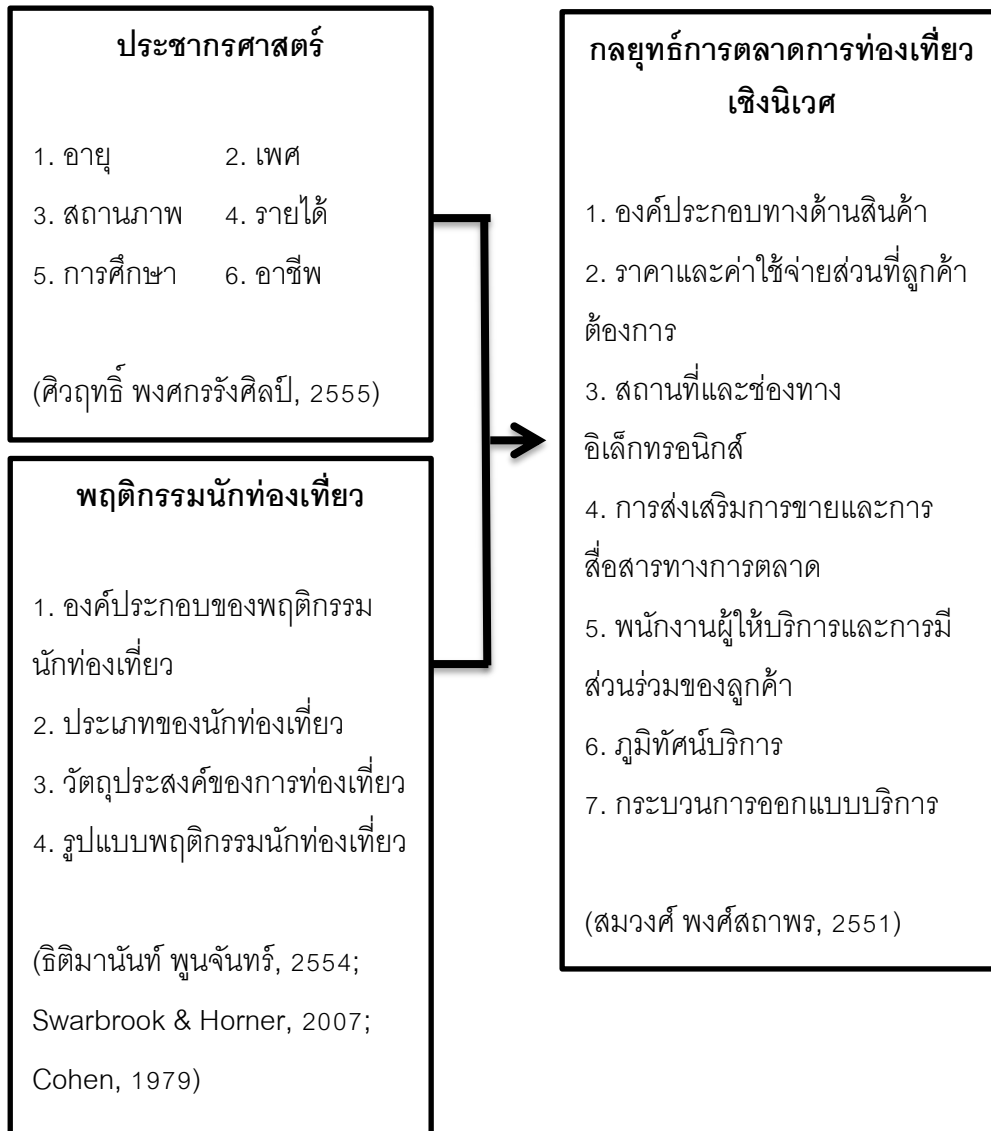 ประชากรศาสตร์
1. อายุ 2. เพศ
3. สถานภาพ 4. รายได้
5. การศึกษา 6. อาชีพ
(ศิวฤทธิ์ พงศกรรังศิลป์, 2555)
พฤติกรรมนักท่องเที่ยว
1. องค์ประกอบของพฤติกรรม
นักท่องเที่ยว
2. ประเภทของนักท่องเที่ยว
3. วัตถุประสงค์ของการท่องเที่ยว
4. รูปแบบพฤติกรรมนักท่องเที่ยว
(ธิติมานันท์ พูนจันทร์, 2554;
Swarbrook & Horner, 2007;
Cohen, 1979)
กลยุทธ์การตลาดการท่องเที่ยว
เชิงนิเวศ
1. องค์ประกอบทางด้านสินค้า
2. ราคาและค่าใช้จ่ายส่วนที่ลูกค้า
ต้องการ
3. สถานที่และช่องทาง
อิเล็กทรอนิกส์
4. การส่งเสริมการขายและการ
สื่อสารทางการตลาด
5. พนักงานผู้ให้บริการและการมี
ส่วนร่วมของลูกค้า
6. ภูมิทัศน์บริการ
7. กระบวนการออกแบบบริการ
(สมวงศ์ พงศ์สถาพร, 2551)